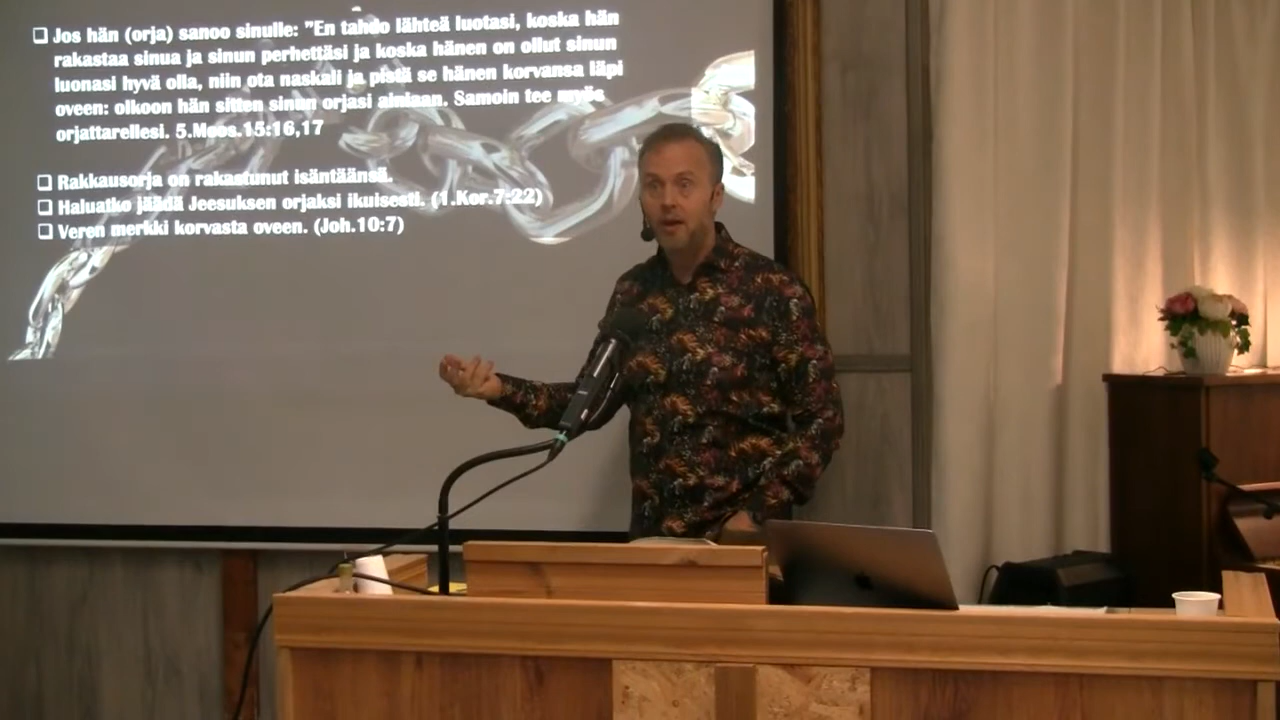 Jos hän (orja) sanoo sinulle: "En tahdo lähteä luotasi, koska hän
rakastaa sinua ja sinun perhettäsi ja koska hänen on ollut sinun
luonasi hyvä olla, niin ota naskali ja pistä se hänen korvansa läpi
oveen: olkoon hän sitten sinun orjasi ainiaan. Samoin tee myös
orjattarellesi. 5.Moos.15:16,17
Rakkausorja on rakastunut isäntäänsä.
Haluatko jäädä Jeesuksen orjaksi ikuisesti. (1.Kor.7:22)
Veren merkki korvasta oveen. (Joh.10:7)